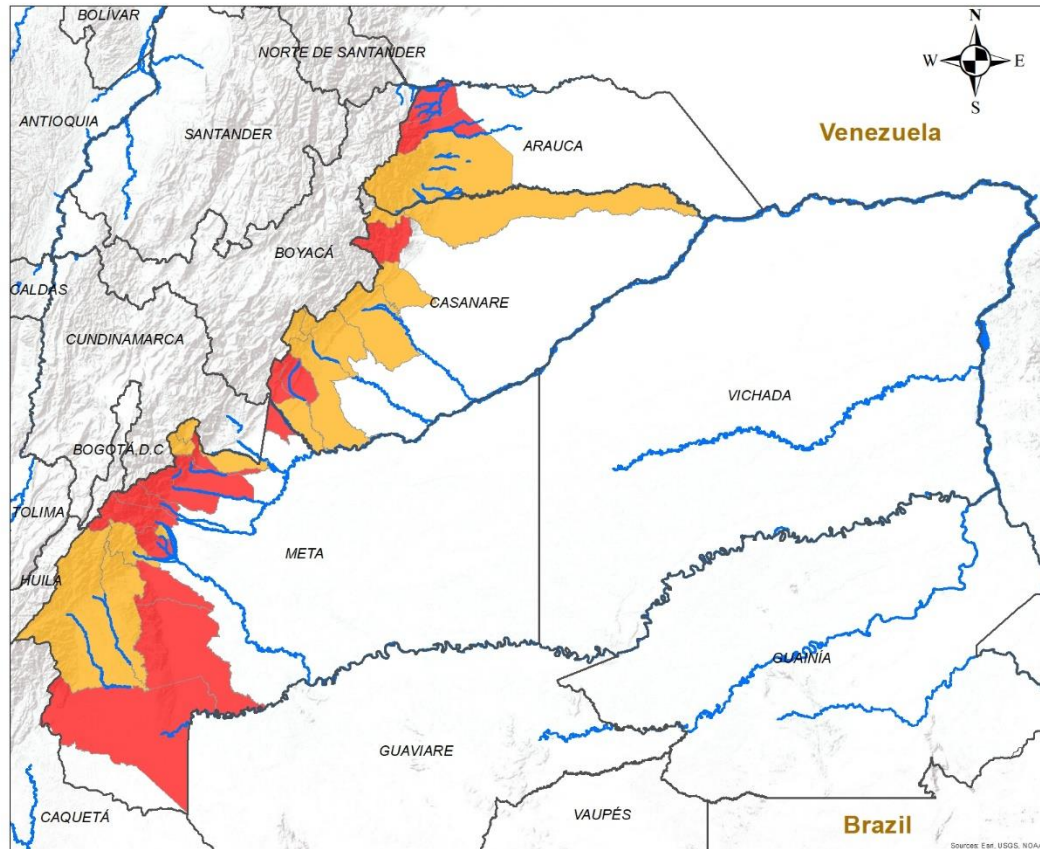 BOLÍVAR
N
NORTE DE SANTANDER
W E
S
ANTIOQUIA
SANTANDER
Venezuela
ARAUCA
BOYACÁ
CALDAS
CASANARE
CUNDINAMARCA
VICHADA
BOGOTÁ.D.C
TOLIMA
META
HUILA
GUAINÍA
GUAVIARE
CAQUETÁ
VAUPÉS
Brazil
Sources: Esri, USGS, NOAA